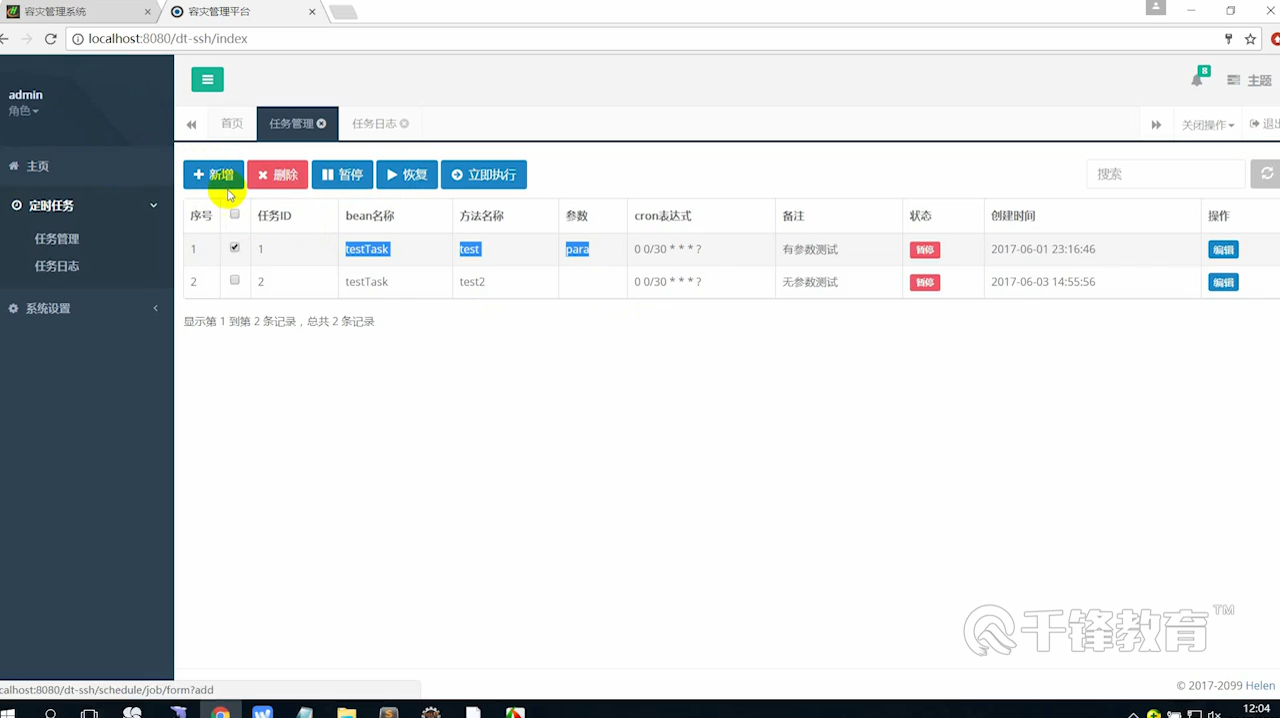 容灾管理系统
容灾管理平台
localhost:8080/dt-ssh/index
admin
角色
8
主题
首页
任务管理
任务日志
关闭操作
退出
主页
定时任务
任务管理
任务日志
系统设置
新增
删除
暂停
恢复
立即执行
搜索
序号 任务ID bean名称 方法名称 参数 cron表达式 备注 状态 创建时间 操作
1 1 testTask test para 0 0/30 * * * ? 有参数测试 暂停 2017-06-01 23:16:46 编辑
2 2 testTask test2 0 0/30 * * * ? 无参数测试 暂停 2017-06-03 14:55:56 编辑
显示第 1 到第 2 条记录，总共 2 条记录
千锋教育 TM
© 2017-2099 Helen
calhost:8080/dt-ssh/schedule/job/form?add
12:04